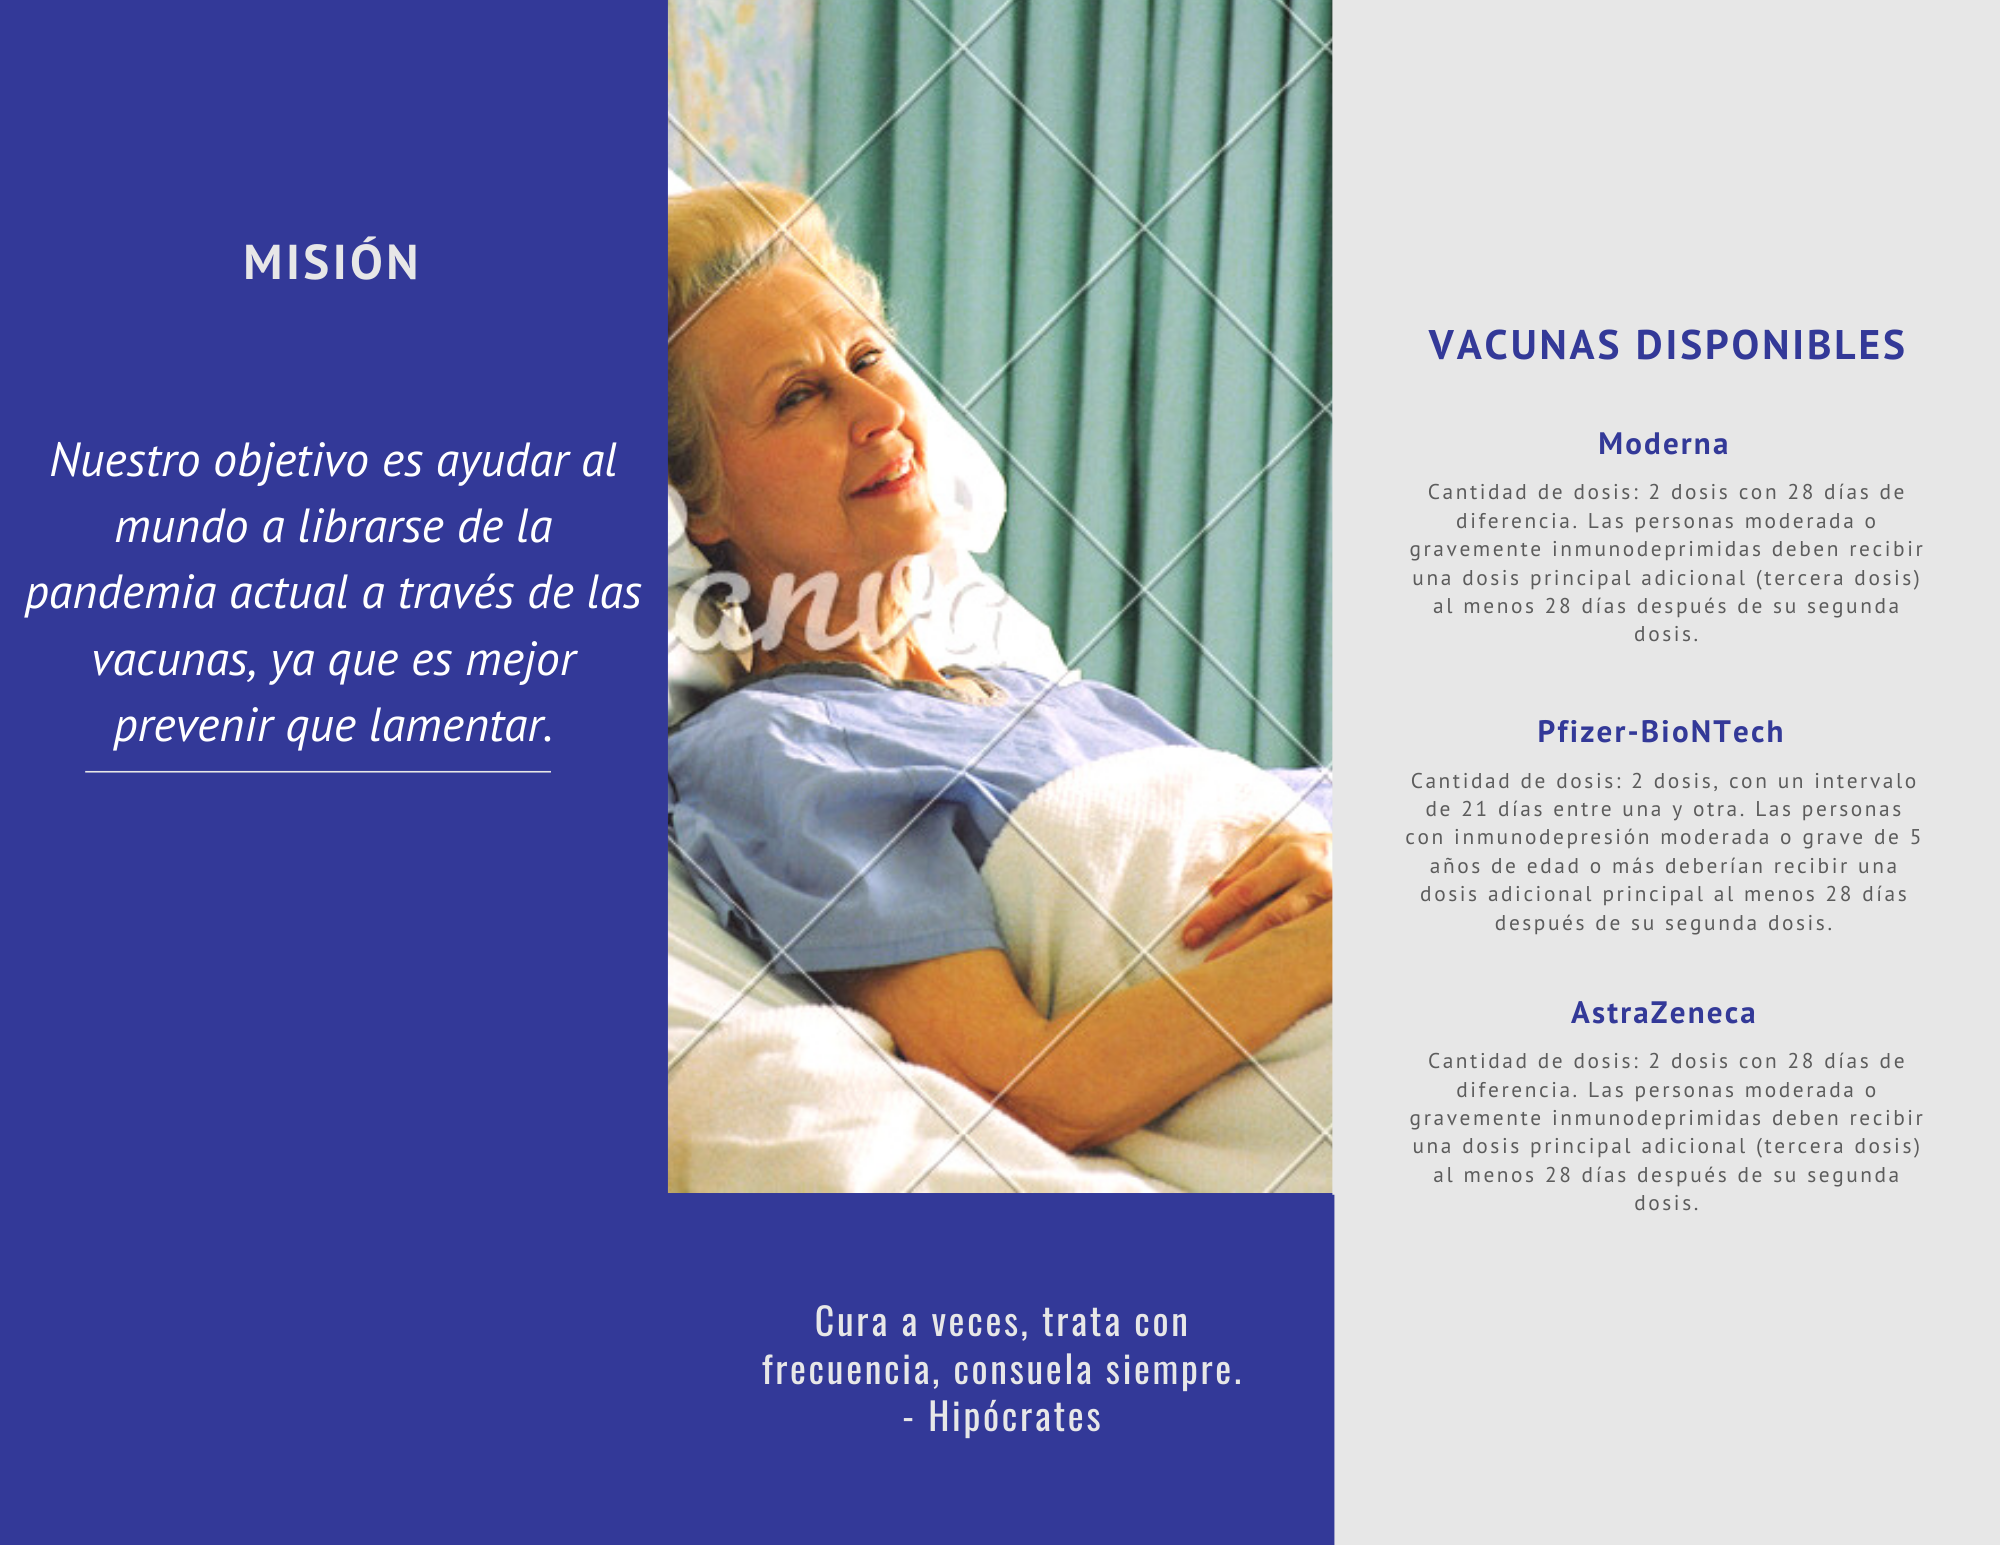 MISIÓN
Nuestro objetivo es ayudar al
mundo a librarse de la
pandemia actual a través de las
vacunas, ya que es mejor
prevenir que lamentar.
anva
Cura a veces, trata con
frecuencia, consuela siempre.
- Hipócrates
VACUNAS DISPONIBLES
Moderna
Cantidad de dosis: 2 dosis con 28 días de
diferencia. Las personas moderada o
gravemente inmunodeprimidas deben recibir
una dosis principal adicional (tercera dosis)
al menos 28 días después de su segunda
dosis.
Pfizer-BioNTech
Cantidad de dosis: 2 dosis, con un intervalo
de 21 días entre una y otra. Las personas
con inmunodepresión moderada o grave de 5
años de edad o más deberían recibir una
dosis adicional principal al menos 28 días
después de su segunda dosis.
AstraZeneca
Cantidad de dosis: 2 dosis con 28 días de
diferencia. Las personas moderada o
gravemente inmunodeprimidas deben recibir
una dosis principal adicional (tercera dosis)
al menos 28 días después de su segunda
dosis.